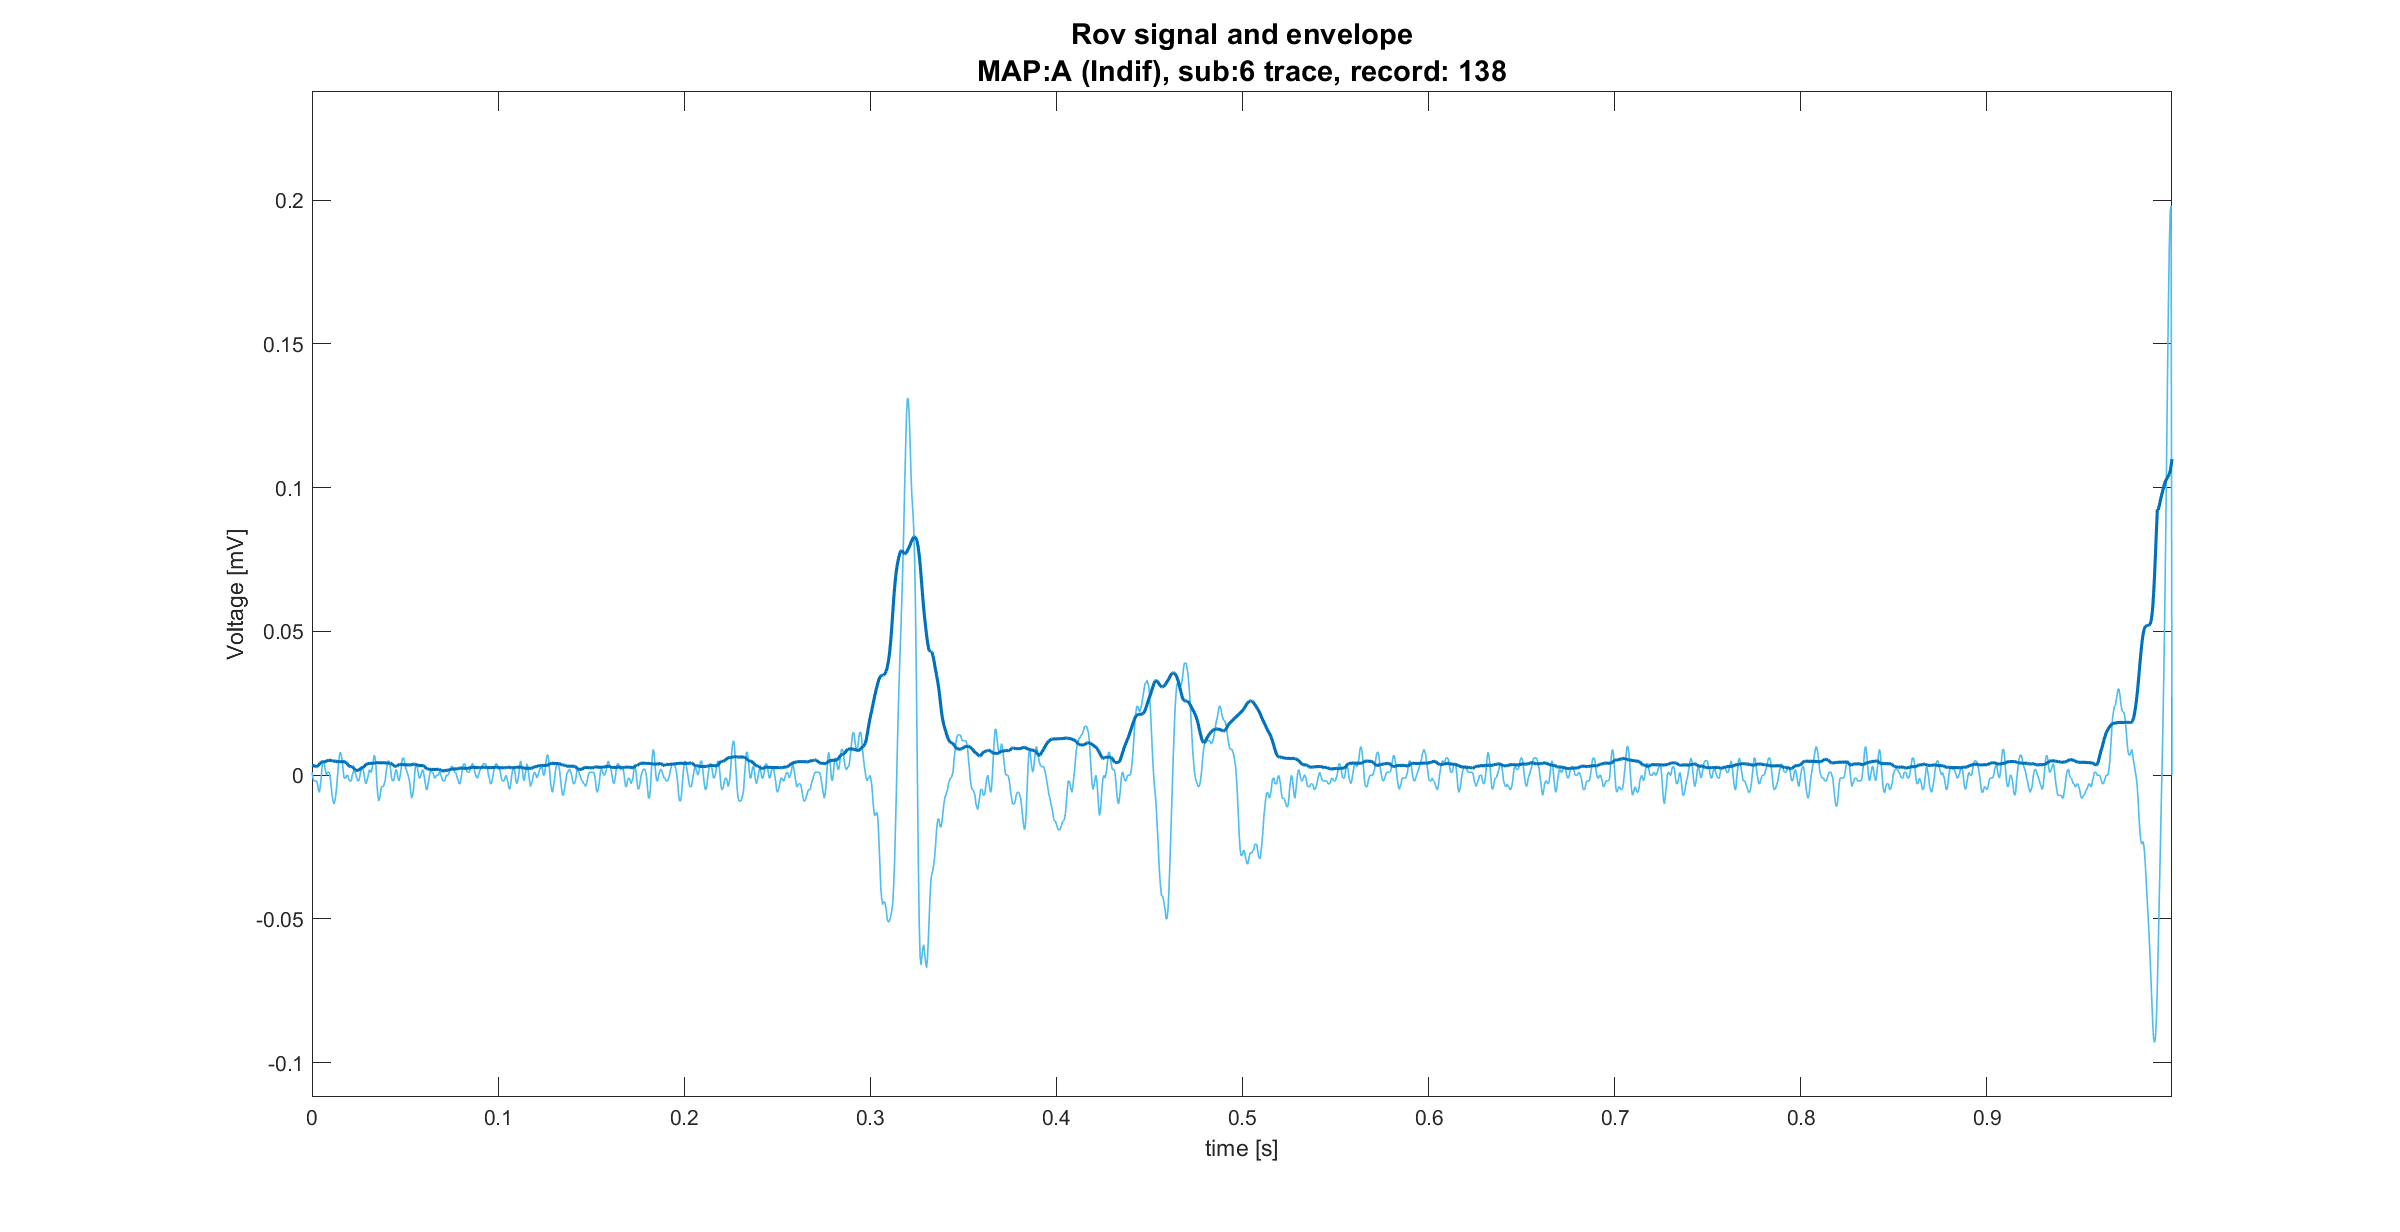 Rov signal and envelope
MAP:A (Indif), sub:6 trace, record: 138
Voltage [mV]
0.2
0.15
0.1
0.05
0
-0.05
-0.1
0 0.1 0.2 0.3 0.4 0.5 0.6 0.7 0.8 0.9
time [s]